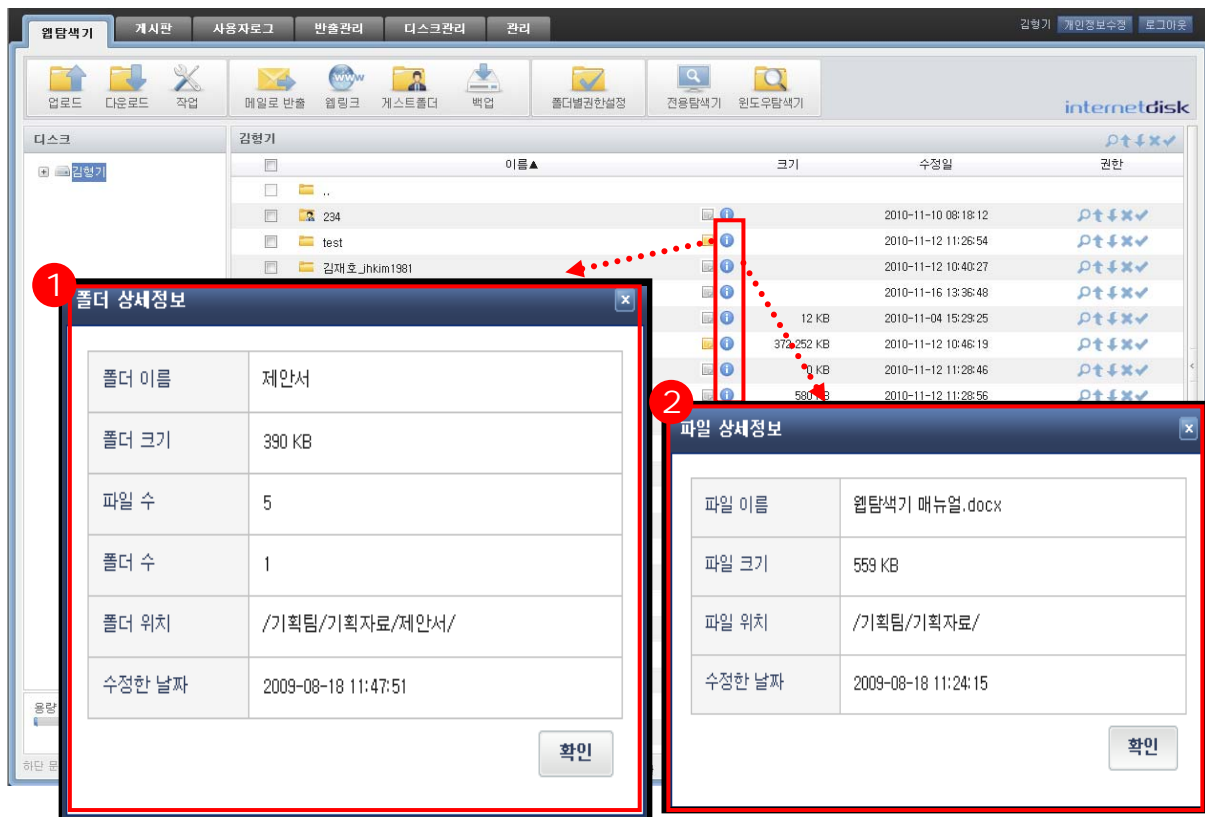 웹탐색기 게시판 사용자로그 반출관리 디스크관리 관리 김형기 개인정보수정 로그아웃
업로드 다운로드 작업 메일로 반출 웹링크 게스트폴더 백업 폴더별권한설정 전용탐색기 윈도우탐색기
internetdisk
디스크 김형기
김형기
이름▲ 크기 수정일 권한
..
234 2010-11-10 08:18:12
test 2010-11-12 11:26:54
김재호_jhkim1981 2010-11-12 10:40:27
2010-11-16 13:36:48
12 KB 2010-11-04 15:29:25
372,252 KB 2010-11-12 10:46:19
0 KB 2010-11-12 11:28:46
2010-11-12 11:28:56
1
폴더 상세정보
폴더 이름 제안서
폴더 크기 390 KB
파일 수 5
폴더 수 1
폴더 위치 /기획팀/기획자료/제안서/
수정한 날짜 2009-08-18 11:47:51
확인
2
파일 상세정보
파일 이름 웹탐색기 매뉴얼.docx
파일 크기 559 KB
파일 위치 /기획팀/기획자료/
수정한 날짜 2009-08-18 11:24:15
확인
용량
하단